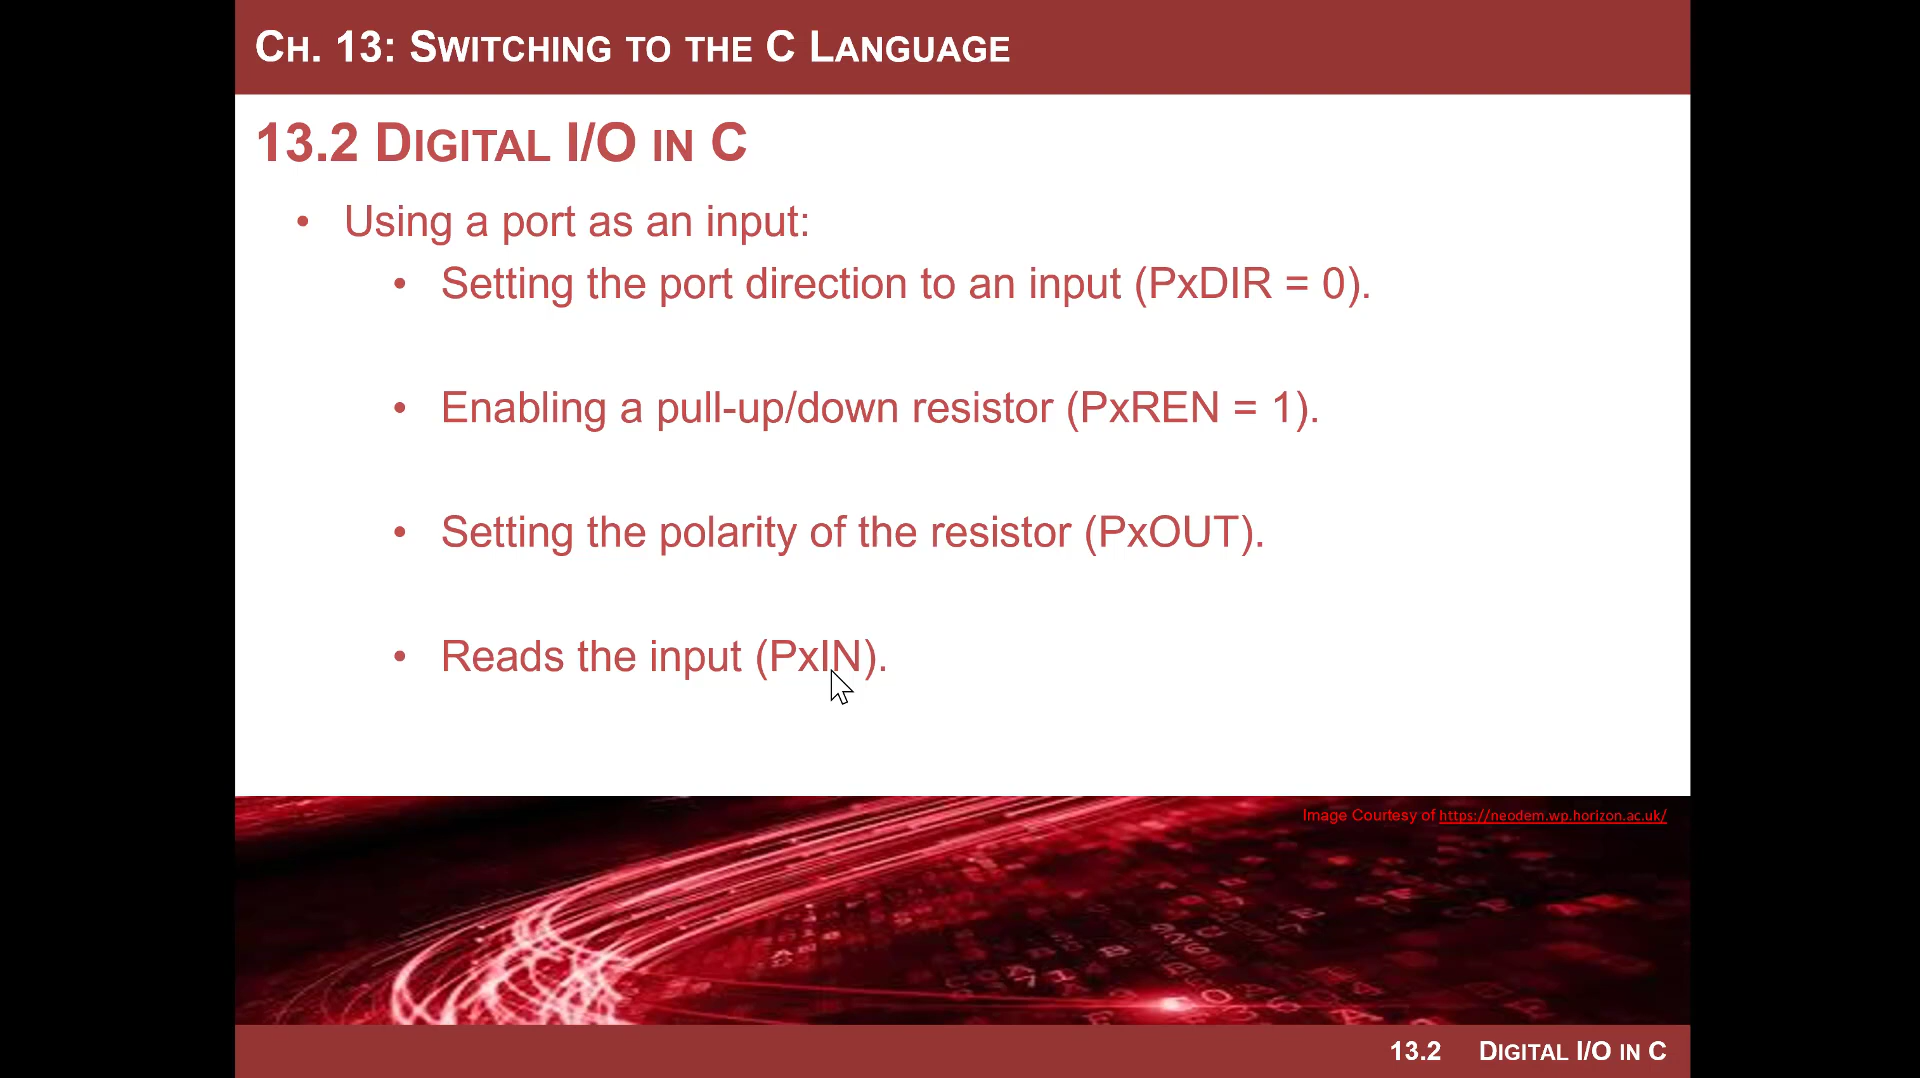 CH. 13: SWITCHING TO THE C LANGUAGE
13.2 DIGITAL I/O IN C
• Using a port as an input:
• Setting the port direction to an input (PxDIR = 0).
• Enabling a pull-up/down resistor (PxREN = 1).
• Setting the polarity of the resistor (PxOUT).
• Reads the input (PxIN).
Image Courtesy of https://neodem.wp.horizon.ac.uk/
13.2 DIGITAL I/O IN C